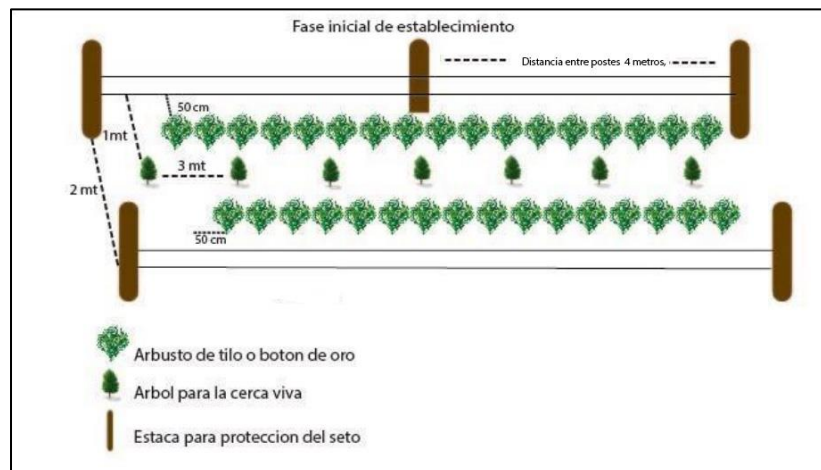 Fase inicial de establecimiento
Distancia entre postes 4 metros,
50 cm
1mt
3 mt
2 mt
50 cm
Arbusto de tilo o boton de oro
Arbol para la cerca viva
Estaca para proteccion del seto